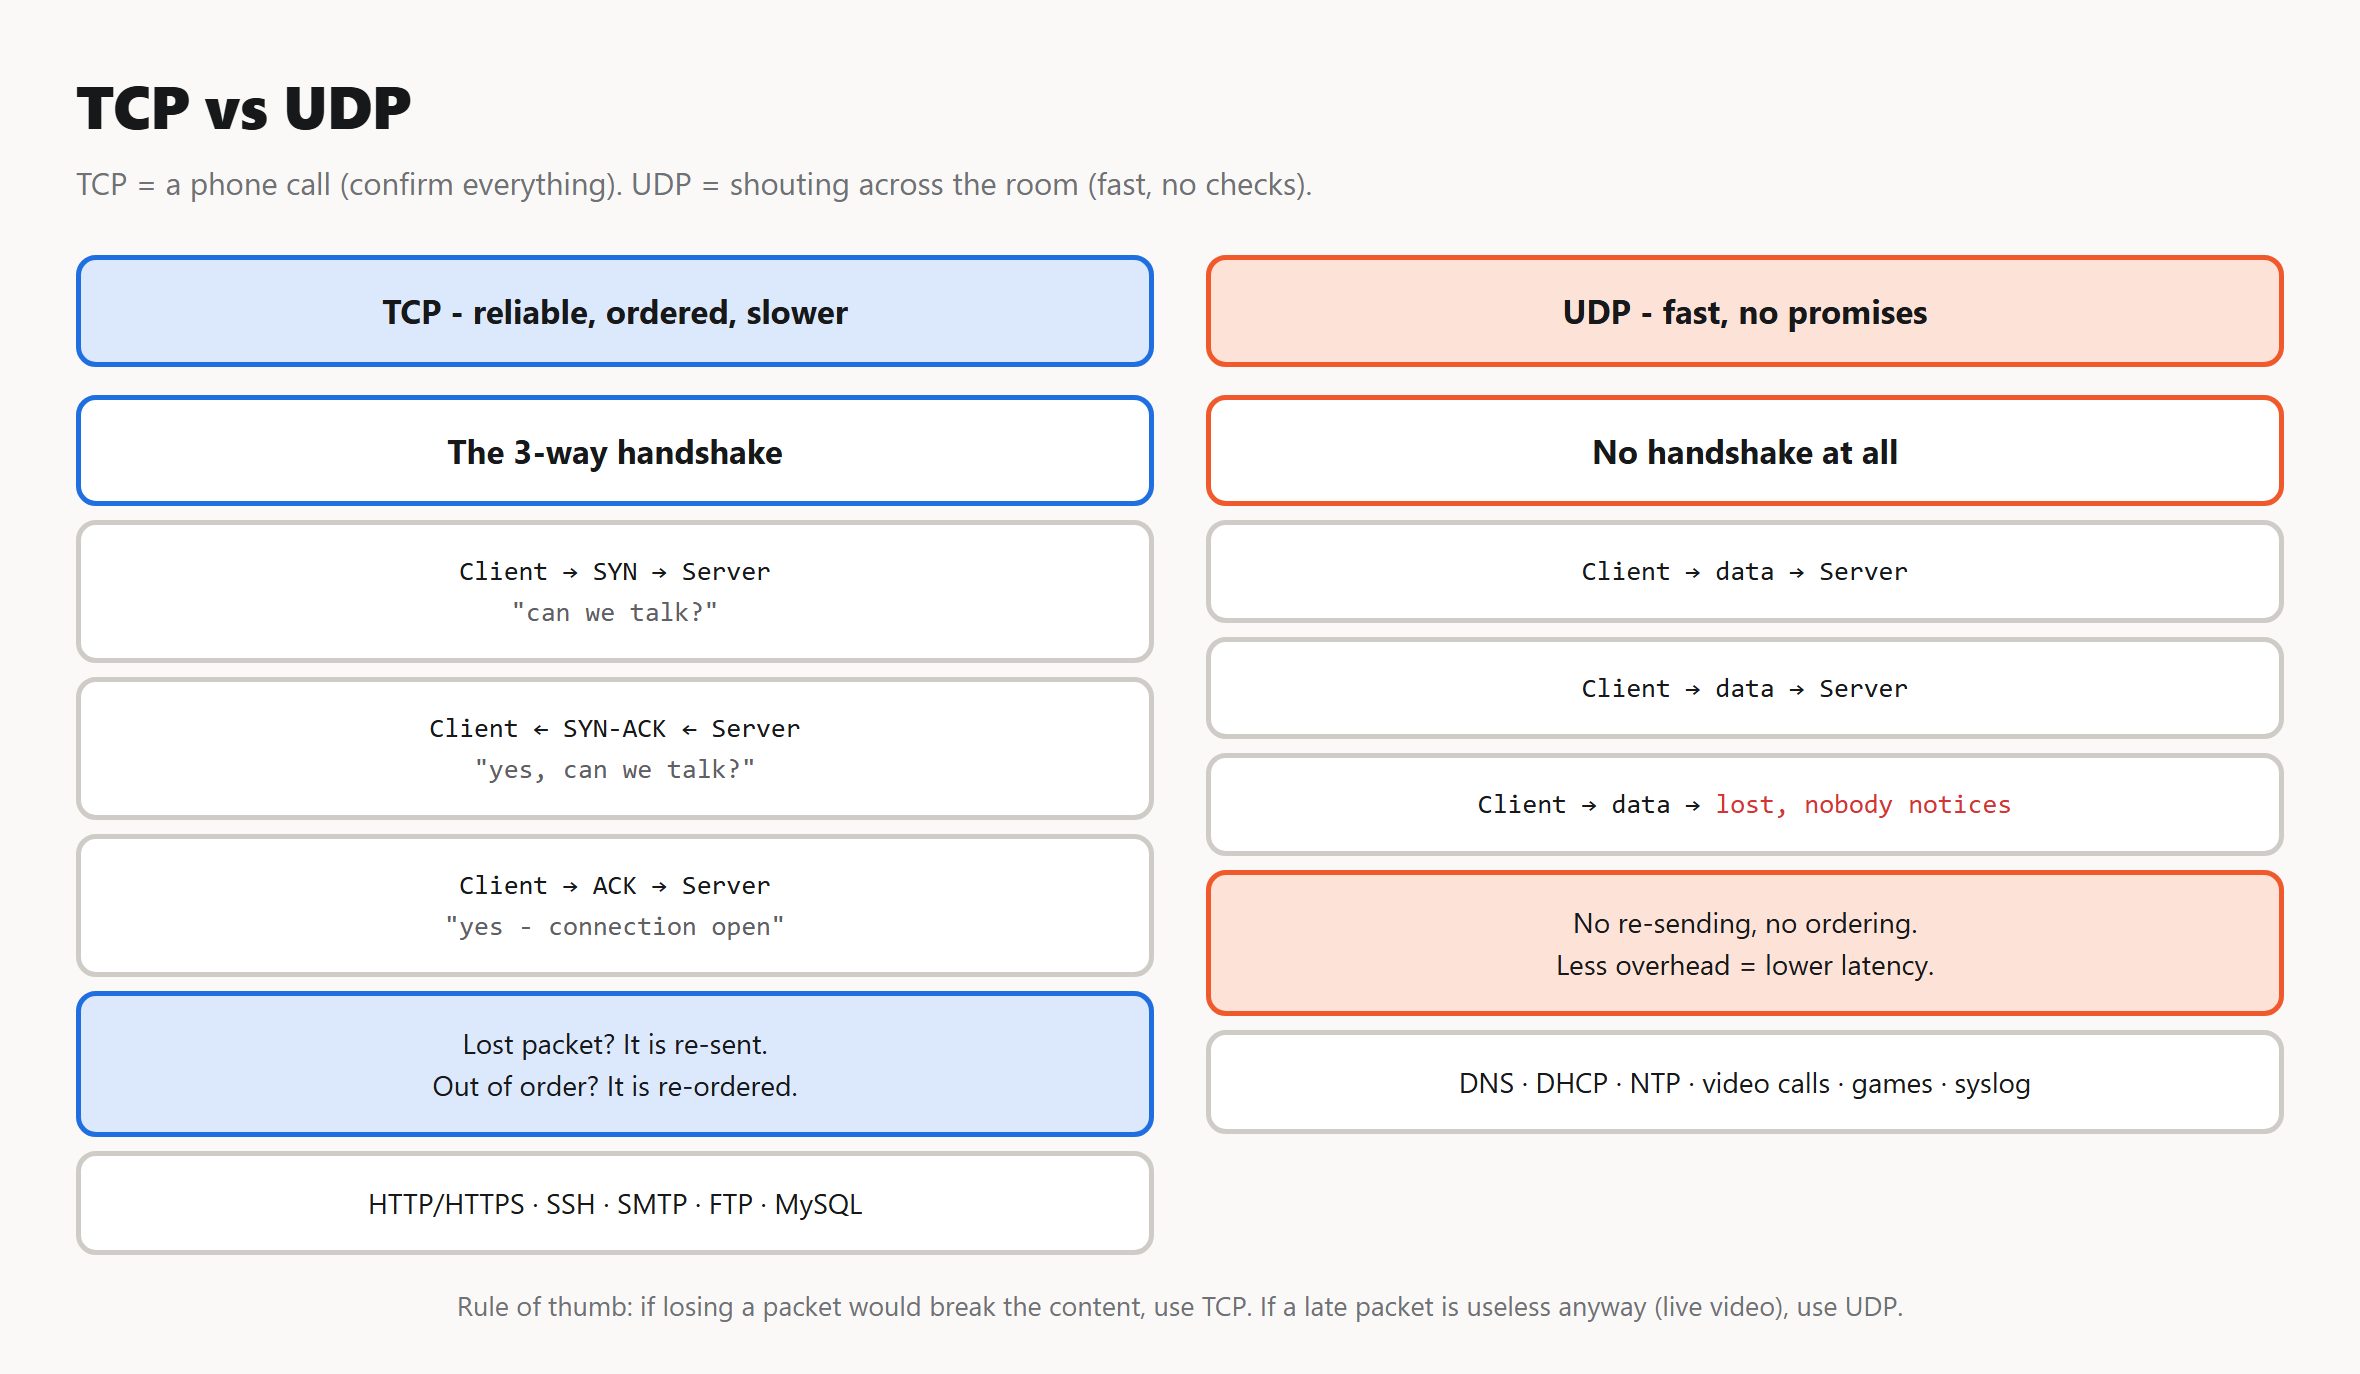 TCP vs UDP
TCP = a phone call (confirm everything). UDP = shouting across the room (fast, no checks).
TCP - reliable, ordered, slower
The 3-way handshake
Client → SYN → Server
"can we talk?"
Client ← SYN-ACK ← Server
"yes, can we talk?"
Client → ACK → Server
"yes - connection open"
Lost packet? It is re-sent.
Out of order? It is re-ordered.
HTTP/HTTPS · SSH · SMTP · FTP · MySQL
UDP - fast, no promises
No handshake at all
Client → data → Server
Client → data → Server
Client → data → lost, nobody notices
No re-sending, no ordering.
Less overhead = lower latency.
DNS · DHCP · NTP · video calls · games · syslog
Rule of thumb: if losing a packet would break the content, use TCP. If a late packet is useless anyway (live video), use UDP.